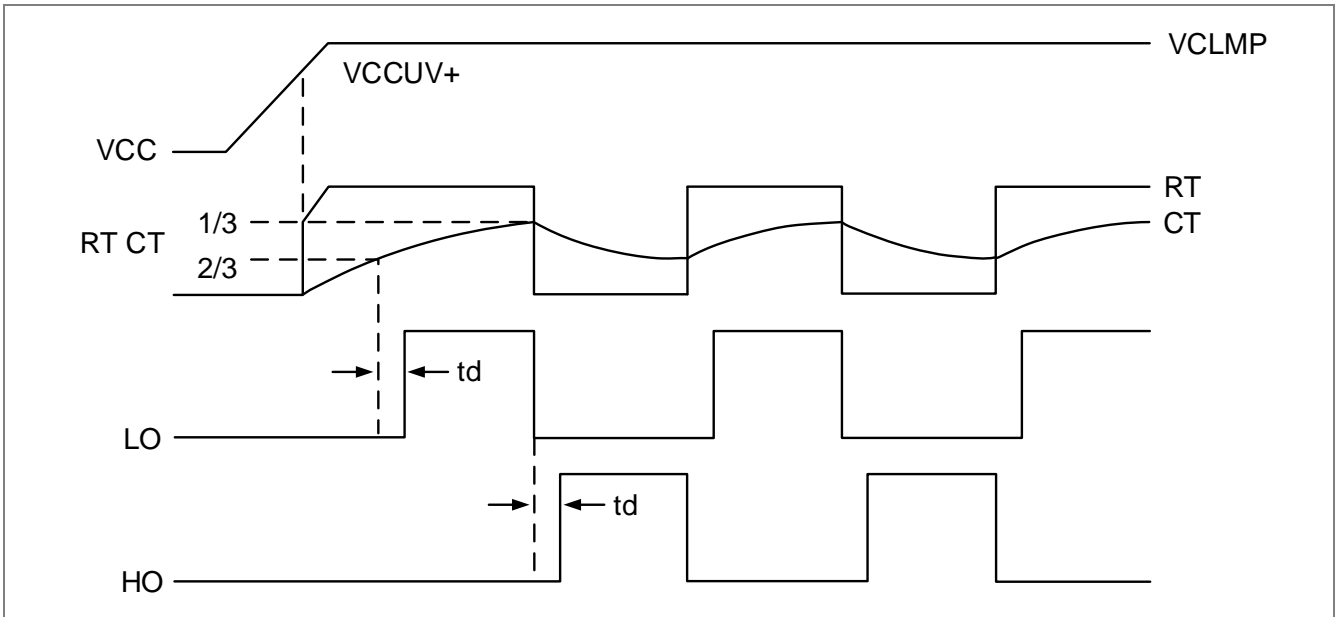 VCLMP
VCCUV+
VCC
RT
1/3
CT
RT CT
2/3
td
LO
td
HO